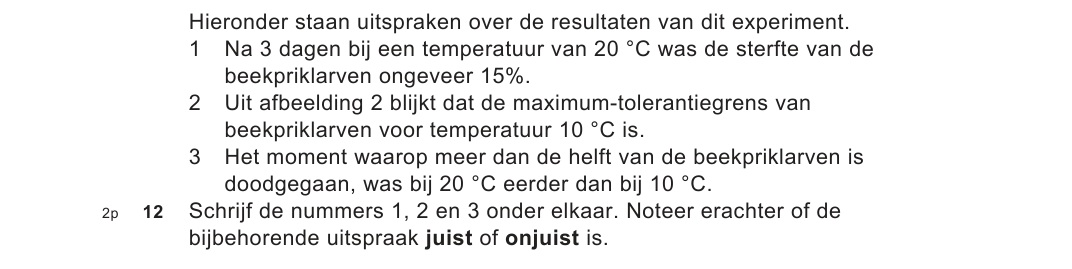 Hieronder staan uitspraken over de resultaten van dit experiment.
1 Na 3 dagen bij een temperatuur van 20 °C was de sterfte van de
beekpriklarven ongeveer 15%.
2 Uit afbeelding 2 blijkt dat de maximum-tolerantiegrens van
beekpriklarven voor temperatuur 10 °C is.
3 Het moment waarop meer dan de helft van de beekpriklarven is
doodgegaan, was bij 20 °C eerder dan bij 10 °C.
2p 12 Schrijf de nummers 1, 2 en 3 onder elkaar. Noteer erachter of de
bijbehorende uitspraak juist of onjuist is.